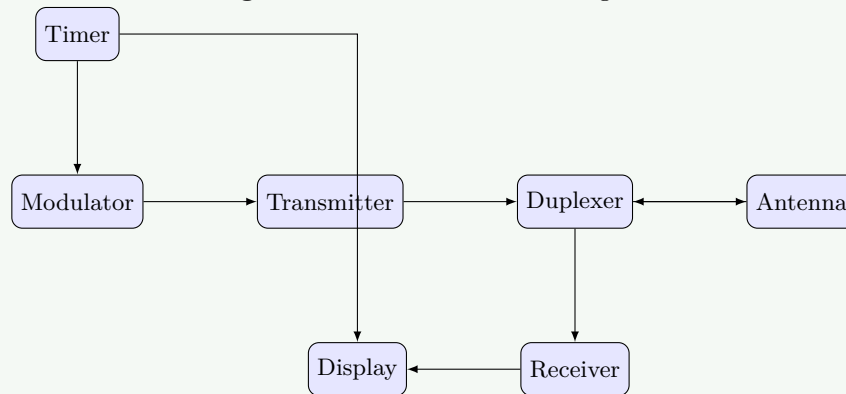 Timer
Modulator
Transmitter
Duplexer
Antenna
Display
Receiver